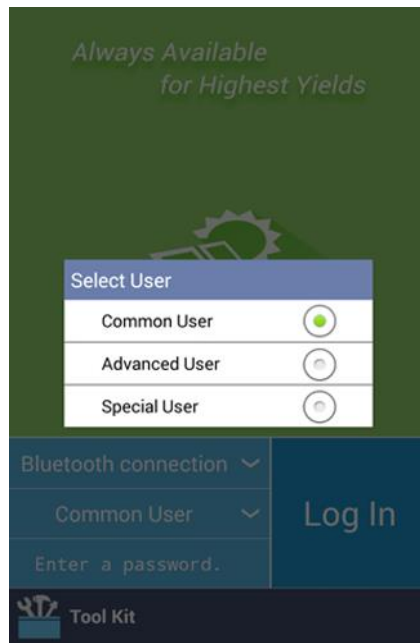 Always Available
for Highest Yields
Select User
Common User
Advanced User
Special User
Bluetooth connection
Common User
Log In
Enter a password.
Tool Kit